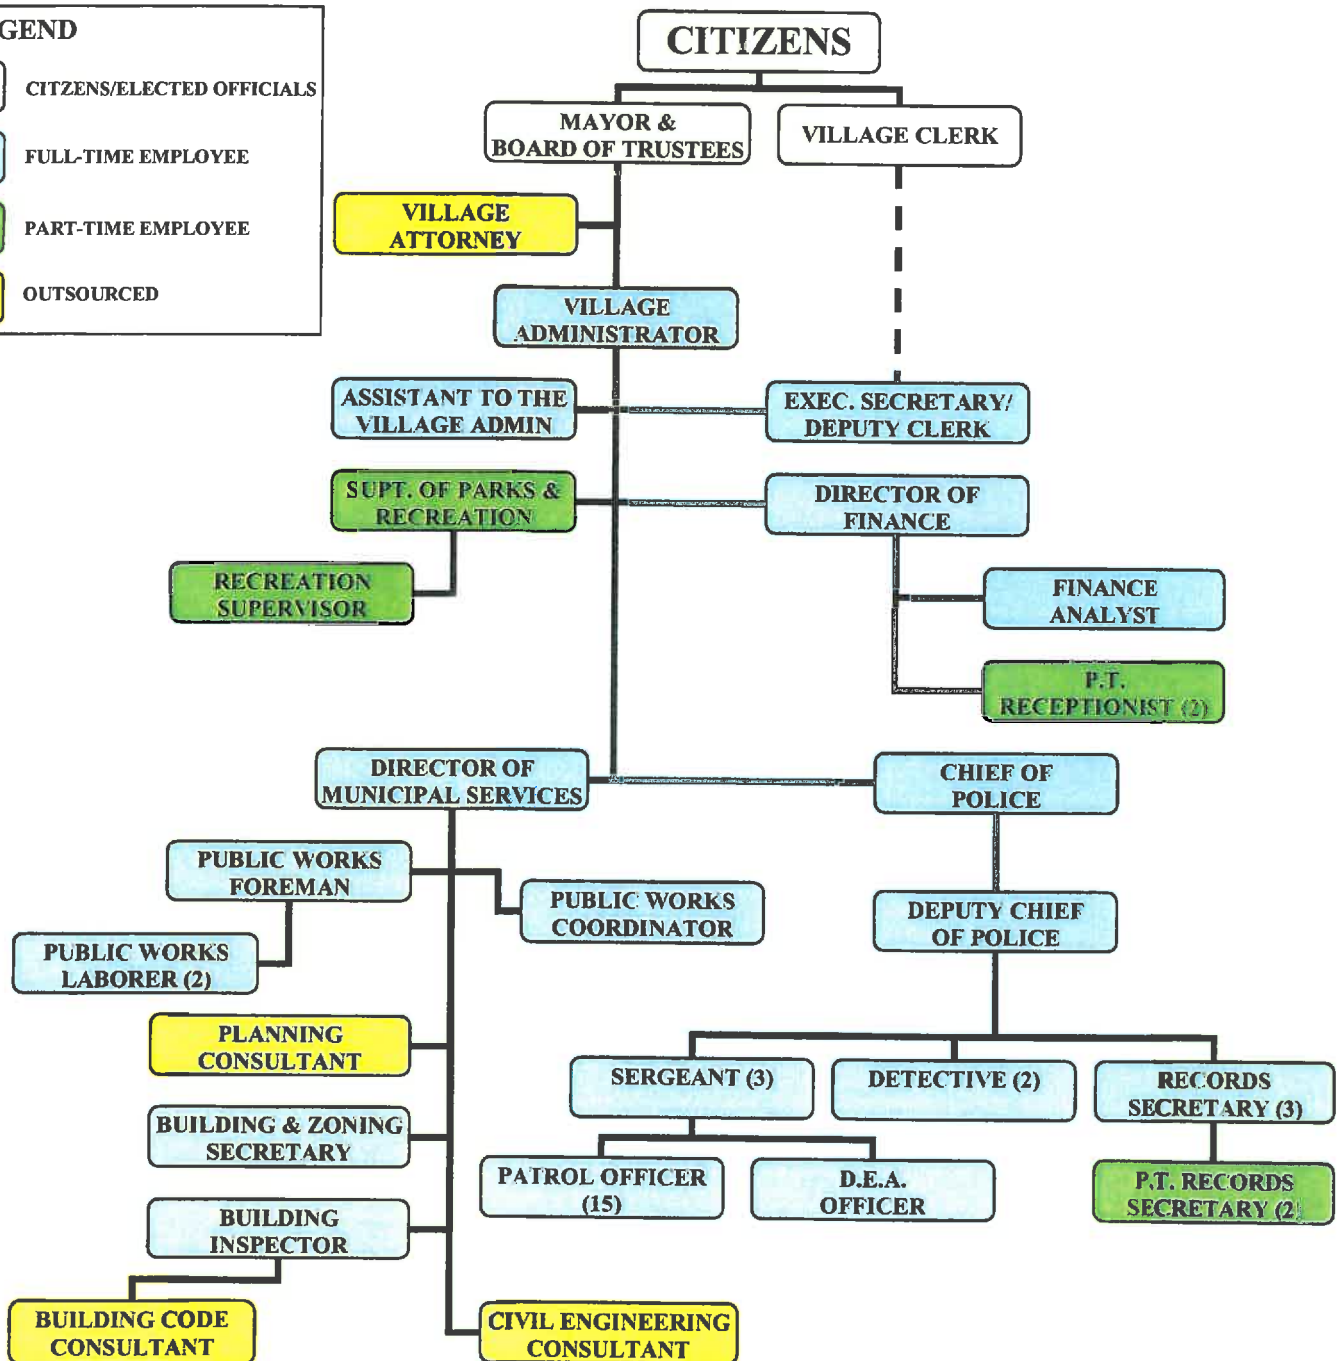 GEND
CITZENS/ELECTED OFFICIALS
FULL-TIME EMPLOYEE
PART-TIME EMPLOYEE
OUTSOURCED
CITIZENS
MAYOR &
BOARD OF TRUSTEES
VILLAGE CLERK
VILLAGE
ATTORNEY
VILLAGE
ADMINISTRATOR
ASSISTANT TO THE
VILLAGE ADMIN
EXEC. SECRETARY/
DEPUTY CLERK
SUPT. OF PARKS &
RECREATION
DIRECTOR OF
FINANCE
RECREATION
SUPERVISOR
FINANCE
ANALYST
P.T.
RECEPTIONIST (2)
DIRECTOR OF
MUNICIPAL SERVICES
CHIEF OF
POLICE
PUBLIC WORKS
FOREMAN
PUBLIC WORKS
COORDINATOR
DEPUTY CHIEF
OF POLICE
PUBLIC WORKS
LABORER (2)
PLANNING
CONSULTANT
SERGEANT (3)
DETECTIVE (2)
RECORDS
SECRETARY (3)
BUILDING & ZONING
SECRETARY
PATROL OFFICER
(15)
D.E.A.
OFFICER
P.T. RECORDS
SECRETARY (2)
BUILDING
INSPECTOR
BUILDING CODE
CONSULTANT
CIVIL ENGINEERING
CONSULTANT